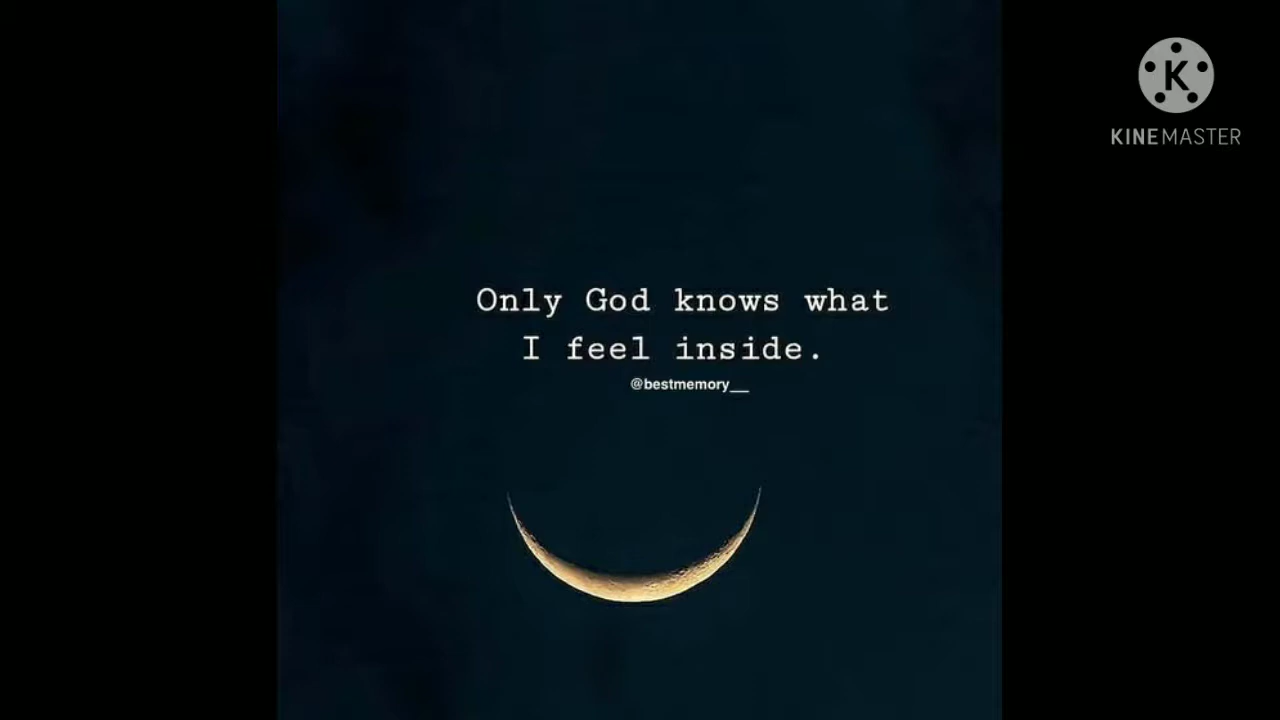 KINEMASTER
Only God knows what
I feel inside.
@bestmemory__